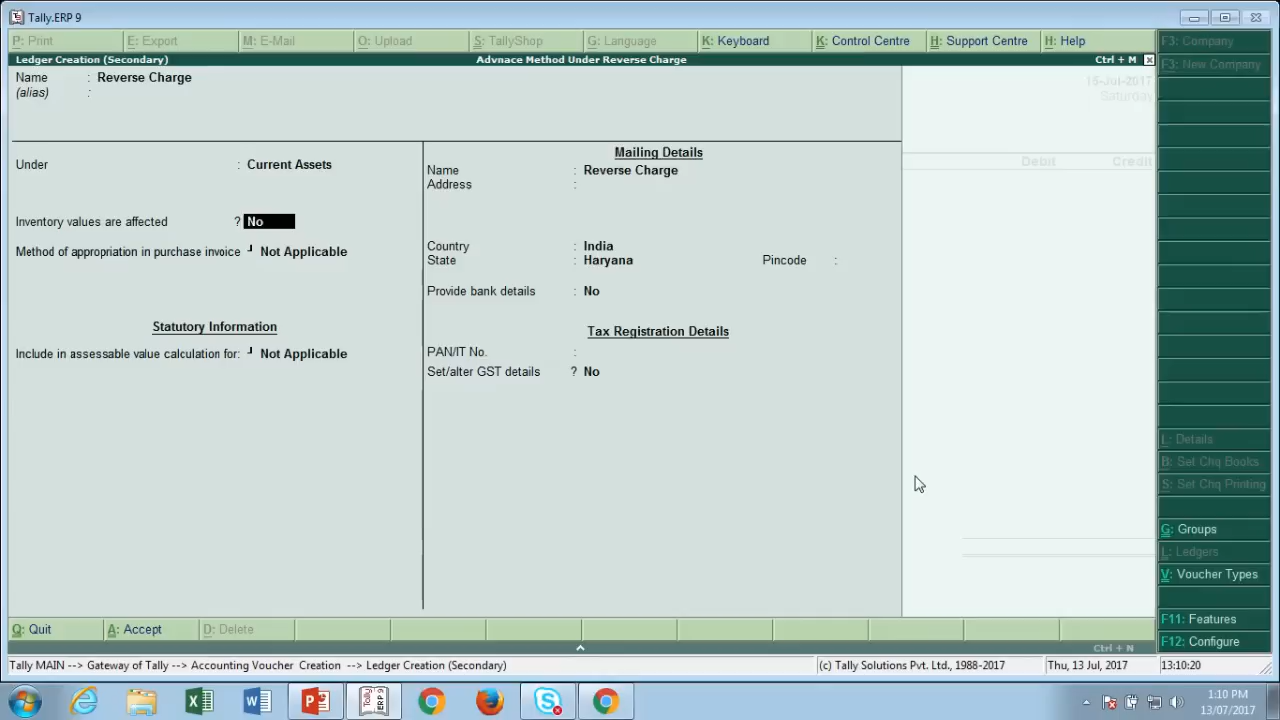 Tally.ERP 9
P: Print
E: Export
M: E-Mail
O: Upload
S: TallyShop
G: Language
K: Keyboard
K: Control Centre
H: Support Centre
H: Help
F3: Company
F3: New Company
Ledger Creation (Secondary)
Advnace Method Under Reverse Charge
Ctrl + M
Name : Reverse Charge
(alias) :
15-Jul-2017
Saturday
Debit Credit
Under : Current Assets
Inventory values are affected ? No
Method of appropriation in purchase invoice Not Applicable
Statutory Information
Include in assessable value calculation for: Not Applicable
Mailing Details
Name : Reverse Charge
Address :
Country : India
State : Haryana Pincode :
Provide bank details : No
Tax Registration Details
PAN/IT No. :
Set/alter GST details ? No
L: Details
B: Set Chq Books
S: Set Chq Printing
G: Groups
L: Ledgers
V: Voucher Types
F11: Features
F12: Configure
Q: Quit
A: Accept
D: Delete
Ctrl + N
Tally MAIN --> Gateway of Tally --> Accounting Voucher Creation --> Ledger Creation (Secondary)
(c) Tally Solutions Pvt. Ltd., 1988-2017
Thu, 13 Jul, 2017
13:10:20
1:10 PM
13/07/2017